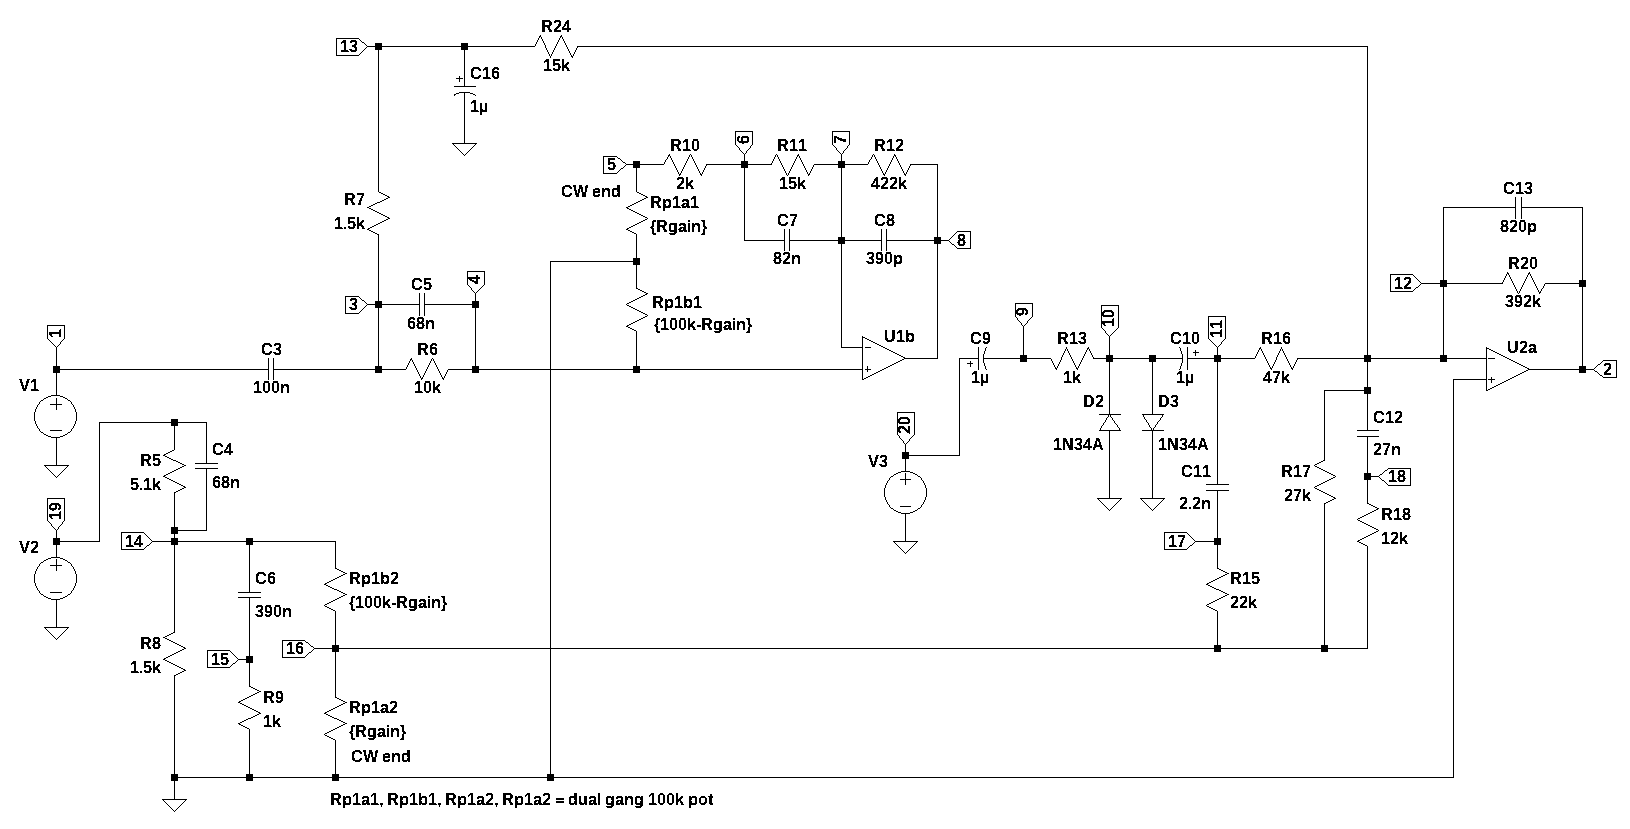 R24
13
15k
C16
+
1µ
5
R10
6
R11
7
R12
CW end
2k
15k
422k
C13
R7
1.5k
Rp1a1
{Rgain}
C7
C8
820p
8
82n
390p
R20
C5
4
12
3
392k
68n
Rp1b1
{100k-Rgain}
9
10
11
1
C3
R6
U1b
C9
R13
C10
R16
U2a
V1
100n
10k
+
1µ
1k
1µ
+
47k
2
D2
D3
1N34A
1N34A
C12
27n
C4
R5
20
5.1k
68n
V3
C11
R17
18
2.2n
27k
19
R18
V2
14
17
12k
C6
Rp1b2
R15
390n
{100k-Rgain}
22k
R8
16
1.5k
15
R9
Rp1a2
1k
{Rgain}
CW end
Rp1a1, Rp1b1, Rp1a2, Rp1a2 = dual gang 100k pot